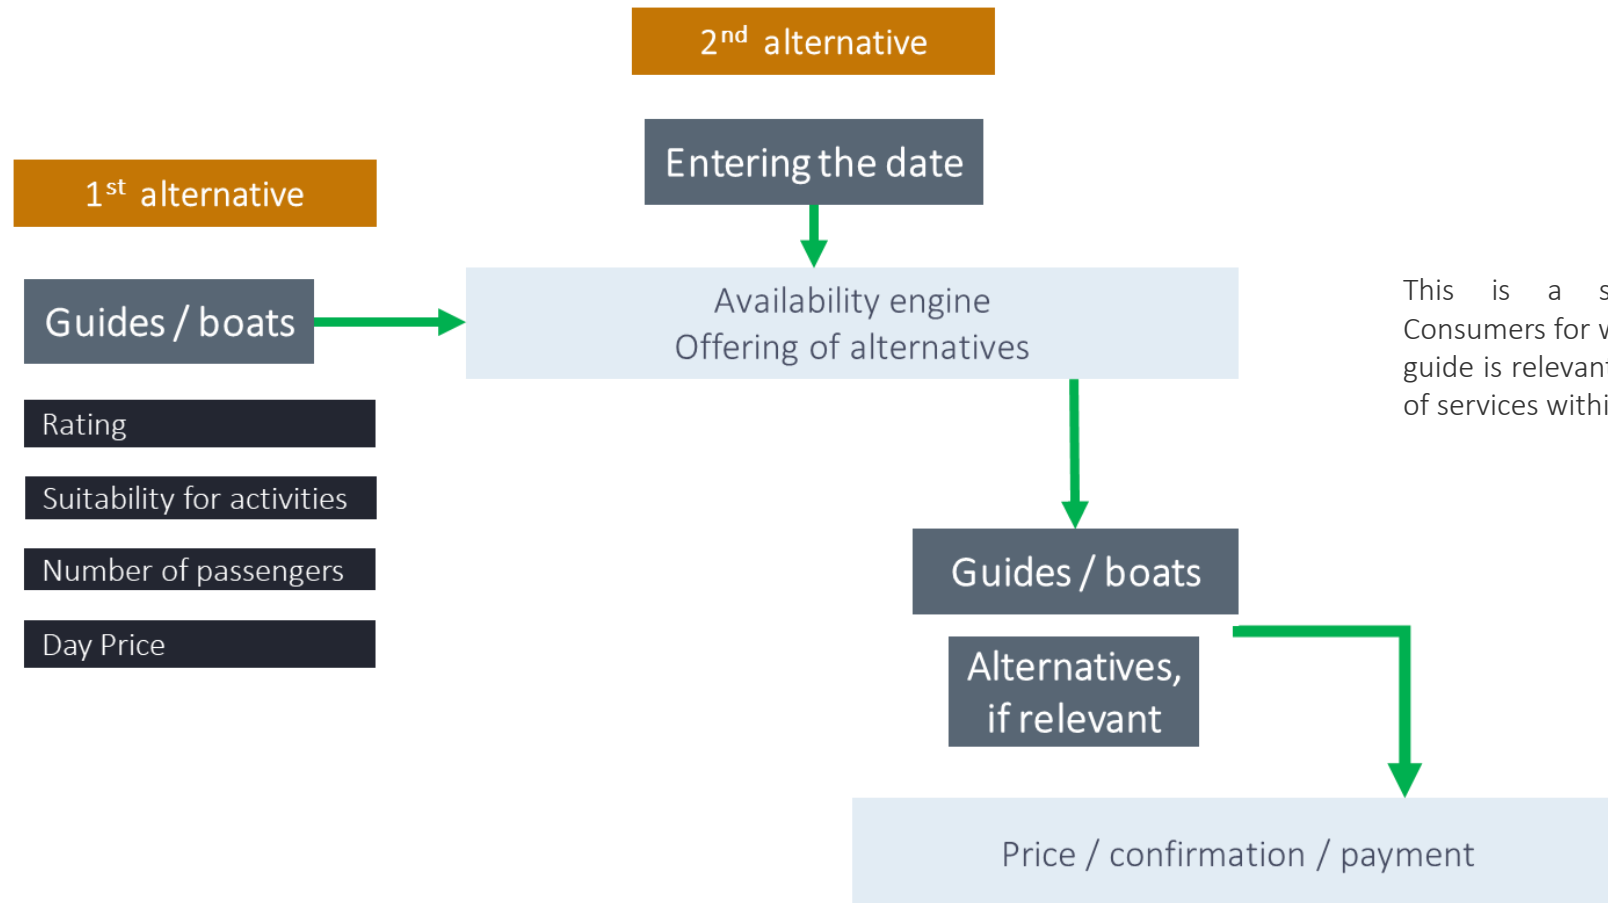 2nd alternative
Entering the date
1st alternative
Guides / boats
Availability engine
Offering of alternatives
Rating
Suitability for activities
Number of passengers
Day Price
This is a
Consumers for
guide is relevant
of services
Guides / boats
Alternatives,
if relevant
Price / confirmation / payment